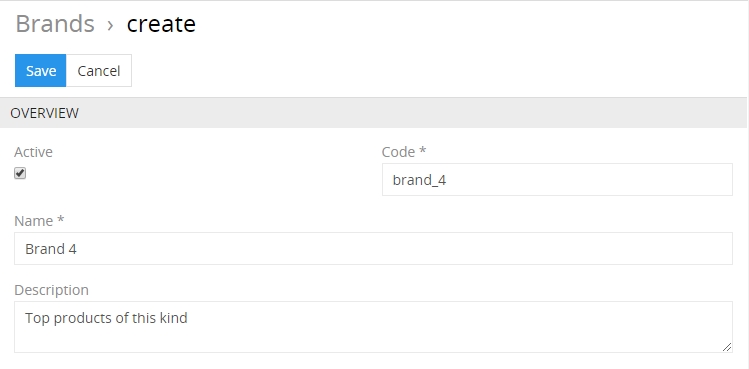 Brands › create
Save Cancel
OVERVIEW
Active
Code *
brand_4
Name *
Brand 4
Description
Top products of this kind